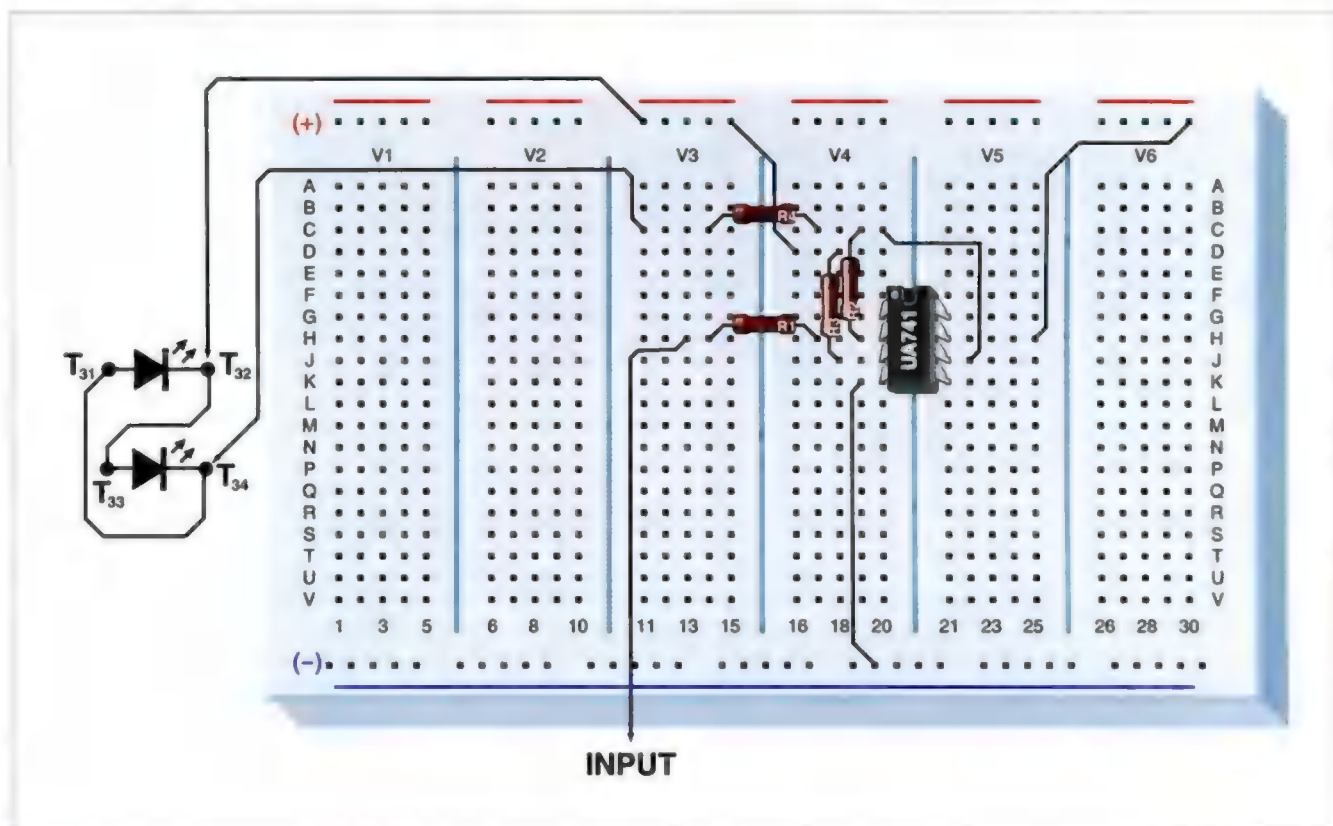 (+)
V1 V2 V3 V4 V5 V6
A A
B B
R4
C C
D D
E E
F F
G G
R1
UA741
H H
T31 T32
J J
K K
L L
M M
N N
T33 T34
P P
Q Q
R R
S S
T T
U U
V V
1 3 5 6 8 10 11 13 15 16 18 20 21 23 25 26 28 30
(-)
INPUT